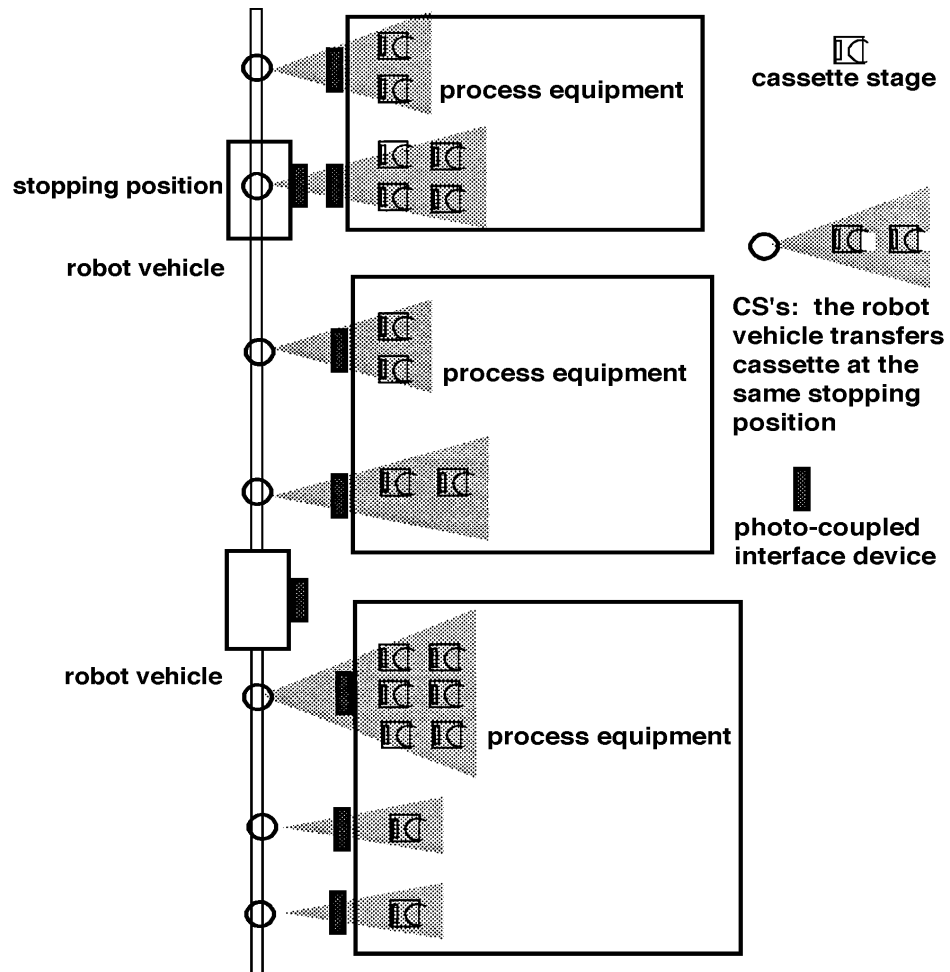 process equipment
cassette stage
stopping position
robot vehicle
CS's: the robot
vehicle transfers
cassette at the
same stopping
position
process equipment
photo-coupled
interface device
robot vehicle
process equipment